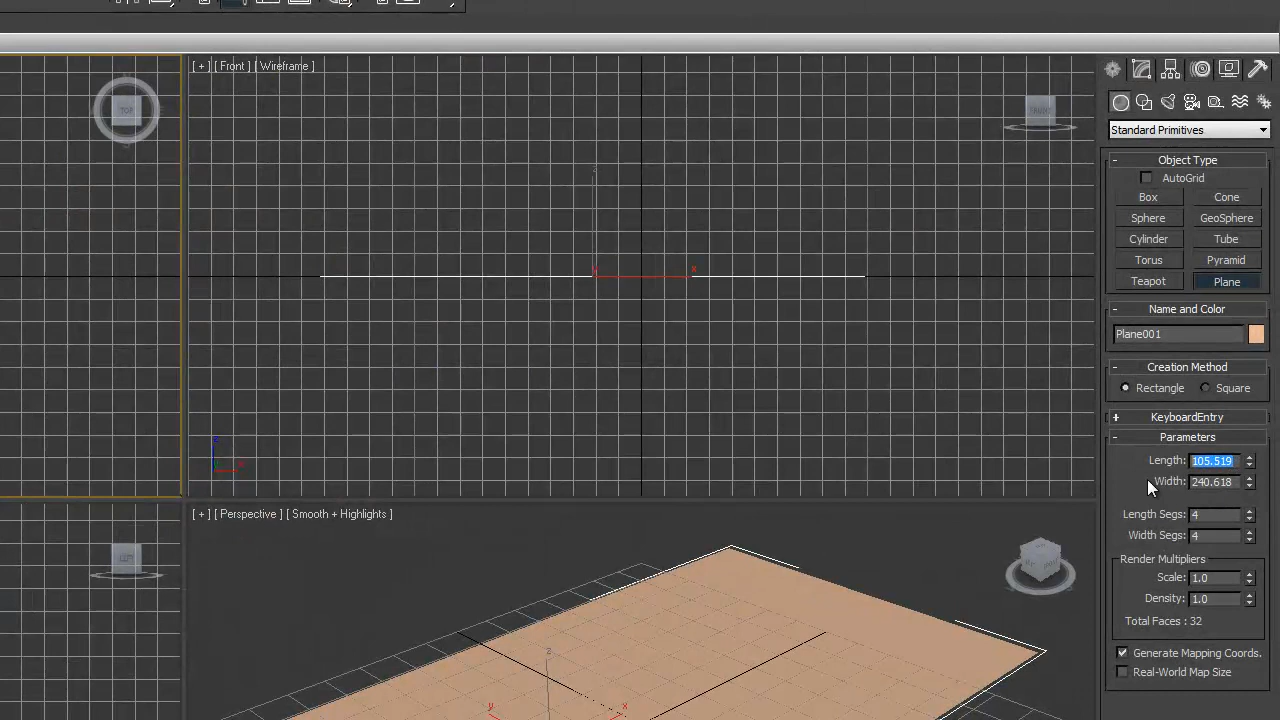 [ + ] [ Front ] [ Wireframe ]
TOP
FRONT
Standard Primitives
- Object Type
AutoGrid
Box Cone
Sphere GeoSphere
Cylinder Tube
Torus Pyramid
Teapot Plane
- Name and Color
Plane001
- Creation Method
Rectangle Square
+ KeyboardEntry
- Parameters
Length: 105.519
Width: 240.618
Length Segs: 4
Width Segs: 4
Render Multipliers
Scale: 1.0
Density: 1.0
Total Faces : 32
Generate Mapping Coords.
Real-World Map Size
z
x
z
[ + ] [ Perspective ] [ Smooth + Highlights ]
LEFT
z
y
x